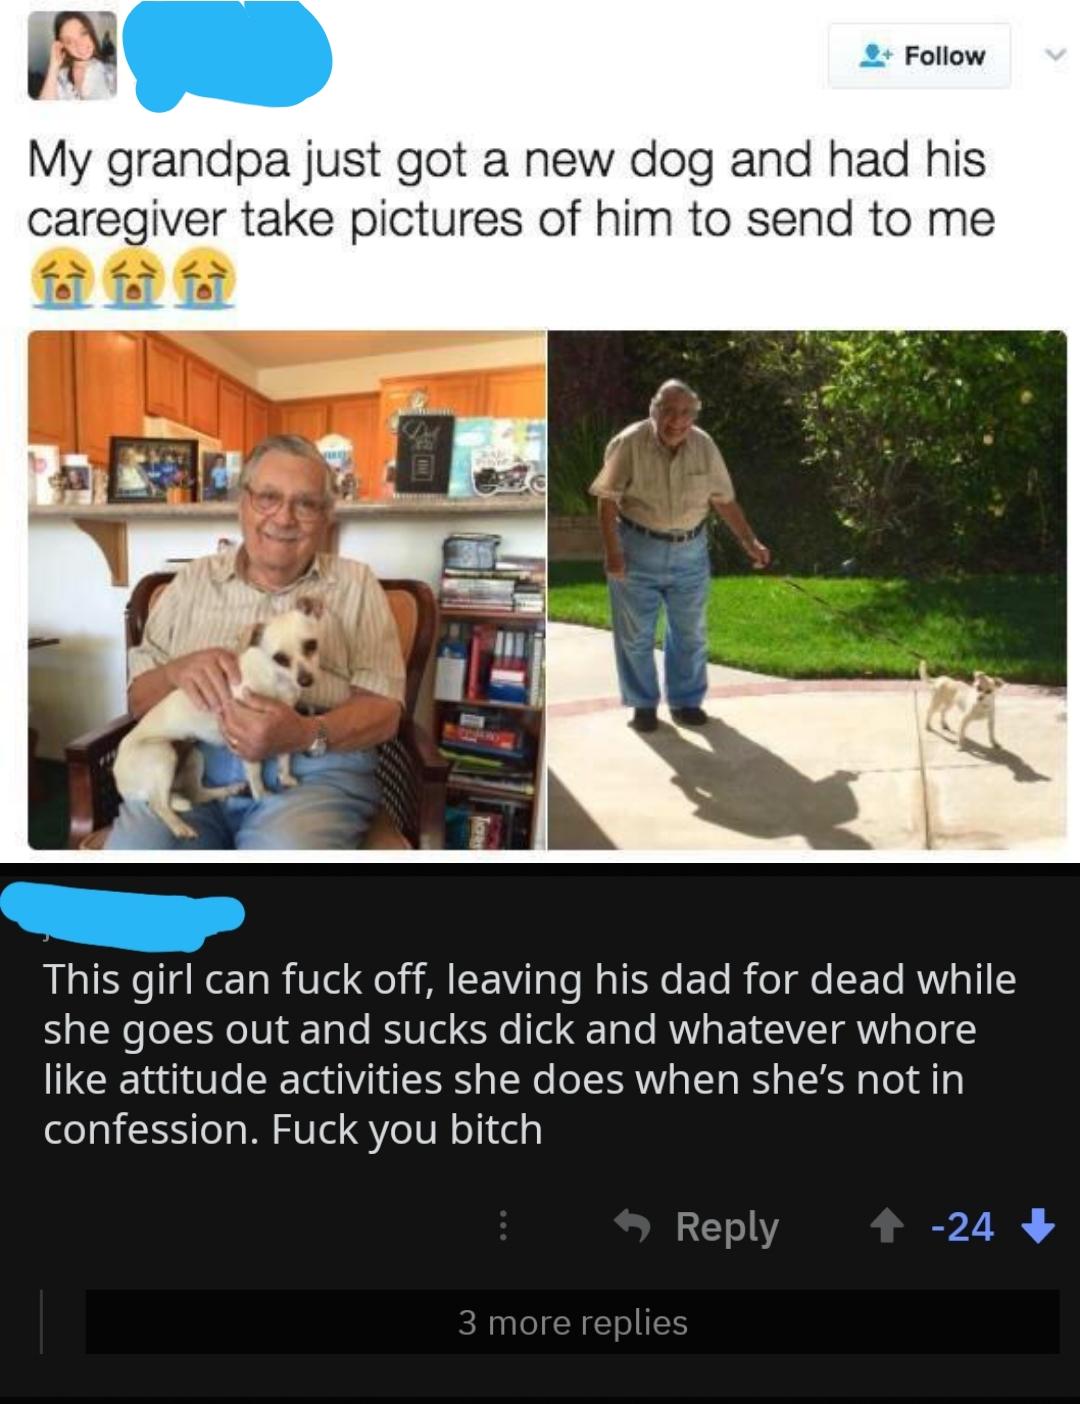 Follow
My grandpa just got a new dog and had his
caregiver take pictures of him to send to me
😭😭😭
This girl can fuck off, leaving his dad for dead while
she goes out and sucks dick and whatever whore
like attitude activities she does when she's not in
confession. Fuck you bitch
Reply
-24
3 more replies